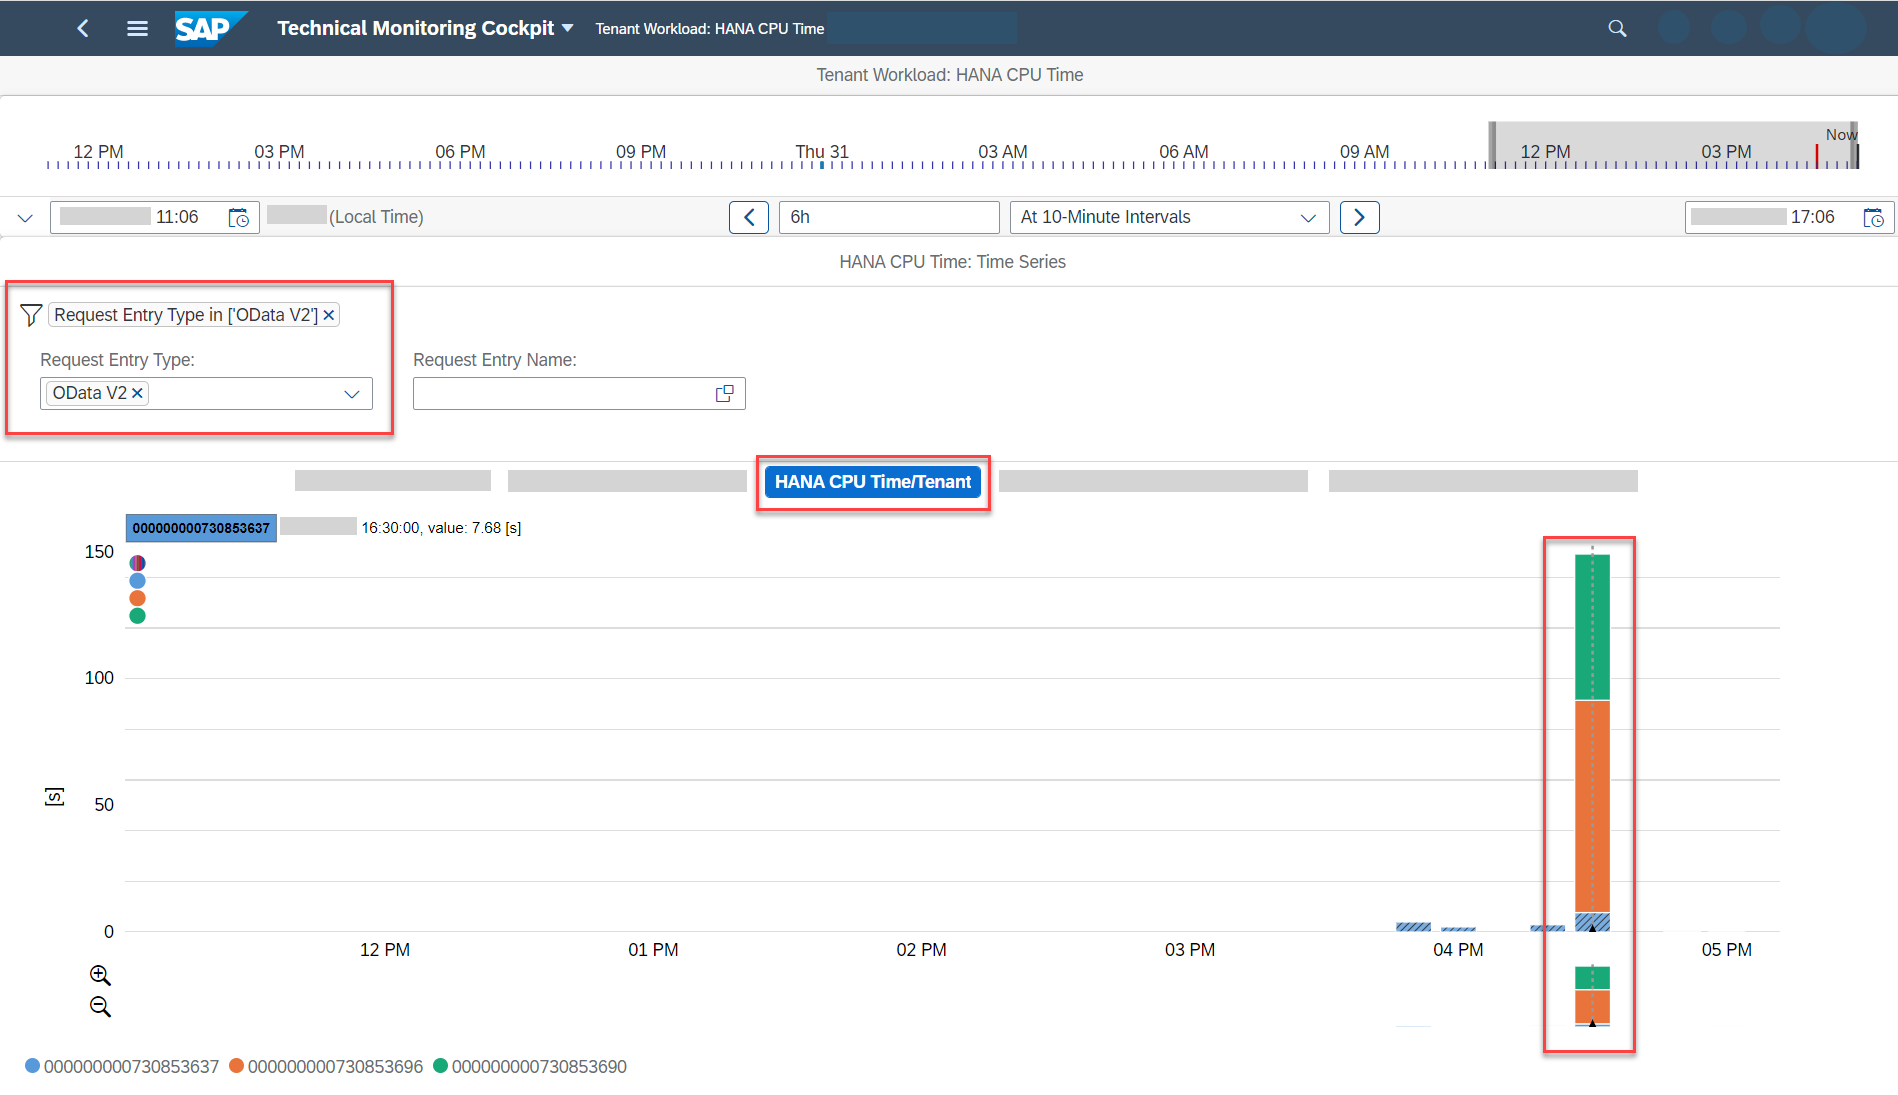 SAP Technical Monitoring Cockpit Tenant Workload: HANA CPU Time
Tenant Workload: HANA CPU Time
Now
12 PM 03 PM 06 PM 09 PM Thu 31 03 AM 06 AM 09 AM 12 PM 03 PM
11:06 (Local Time) 6h At 10-Minute Intervals 17:06
HANA CPU Time: Time Series
Request Entry Type in ['OData V2']
Request Entry Type: Request Entry Name:
OData V2
HANA CPU Time/Tenant
000000000730853637 16:30:00, value: 7.68 [s]
150
100
[s]
50
0
12 PM 01 PM 02 PM 03 PM 04 PM 05 PM
000000000730853637 000000000730853696 000000000730853690